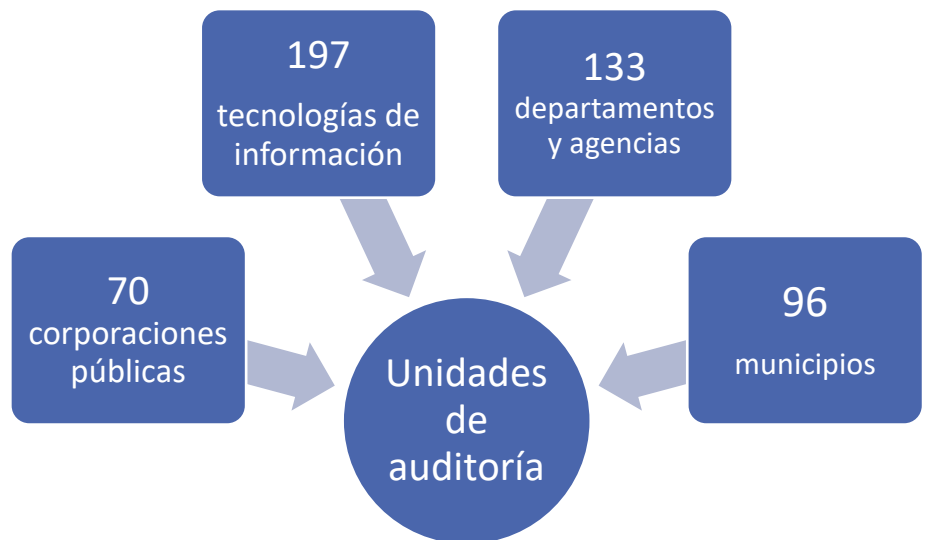 197
tecnologías de
información
133
departamentos
y agencias
70
corporaciones
públicas
96
municipios
Unidades
de
auditoría